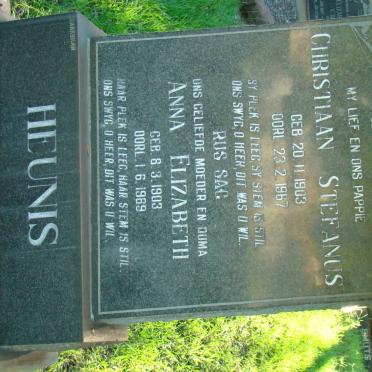 HEUNIS
MY LIEF EN ONS PAPPIE
CHRISTIAAN STEFANUS
GEB 20.11.1903
OORL 23.2.1967
SY PLEK IS LEEG, SY STEM IS STIL
ONS SWYG, O HEER, DIT WAS U WIL
RUS SAG
ONS GELIEFDE MOEDER EN OUMA
ANNA ELIZABETH
GEB 8.3.1903
OORL. 1.6.1989
HAAR PLEK IS LEEG, HAAR STEM IS STIL
ONS SWYG, O HEER, DIT WAS U WIL.